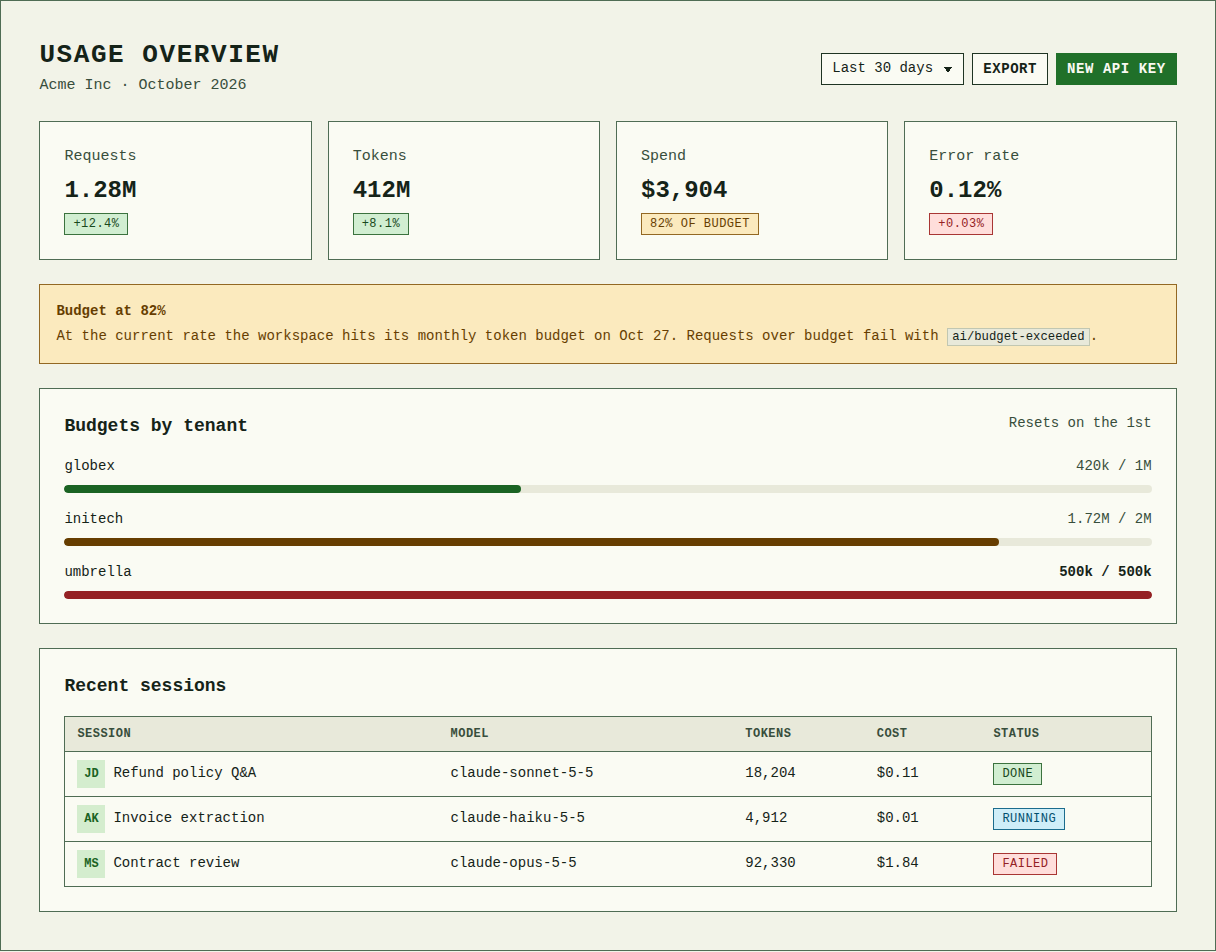 USAGE OVERVIEW
Acme Inc · October 2026
Last 30 days
EXPORT
NEW API KEY
Requests
1.28M
+12.4%
Tokens
412M
+8.1%
Spend
$3,904
82% OF BUDGET
Error rate
0.12%
+0.03%
Budget at 82%
At the current rate the workspace hits its monthly token budget on Oct 27. Requests over budget fail with ai/budget-exceeded.
Budgets by tenant
Resets on the 1st
globex 420k / 1M
initech 1.72M / 2M
umbrella 500k / 500k
Recent sessions
SESSION MODEL TOKENS COST STATUS
JD Refund policy Q&A claude-sonnet-5-5 18,204 $0.11 DONE
AK Invoice extraction claude-haiku-5-5 4,912 $0.01 RUNNING
MS Contract review claude-opus-5-5 92,330 $1.84 FAILED